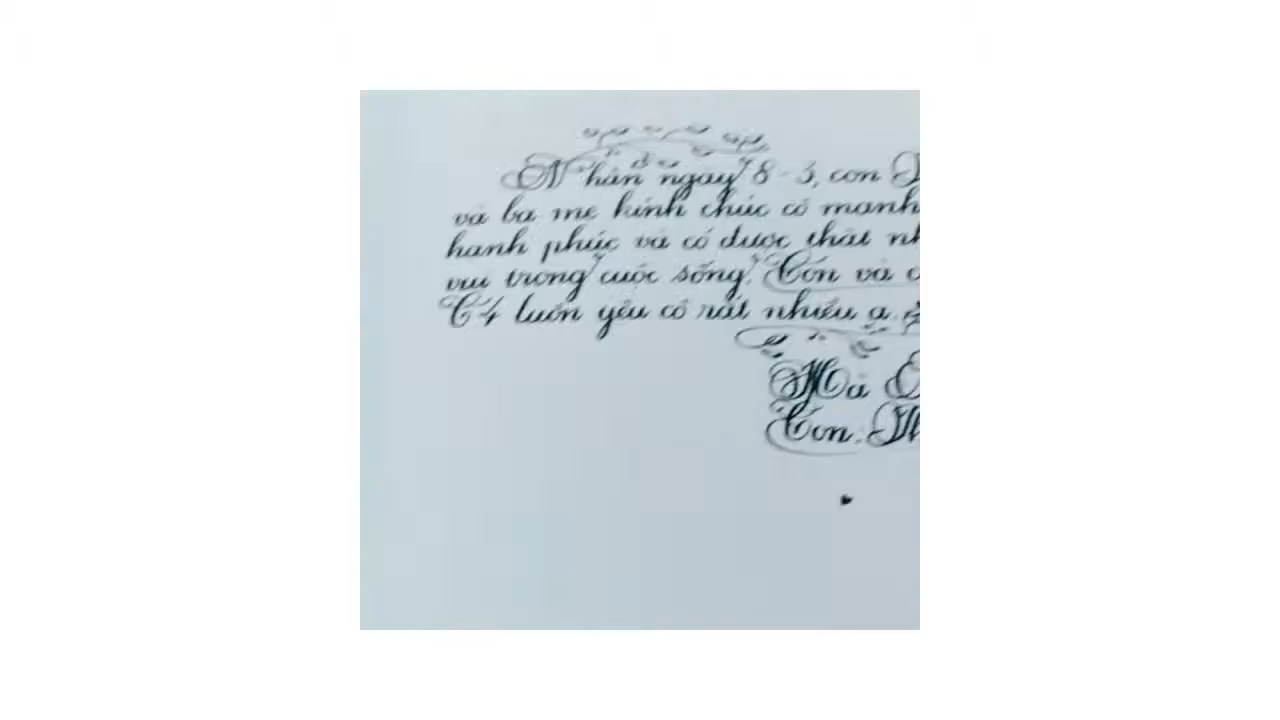 Nhân ngày 8-3, con
và ba mẹ kính chúc cô mạnh
hạnh phúc và có được thật
vui trong cuộc sống. Con và
C4 luôn yêu cô rất nhiều ạ.
Hà
Con.